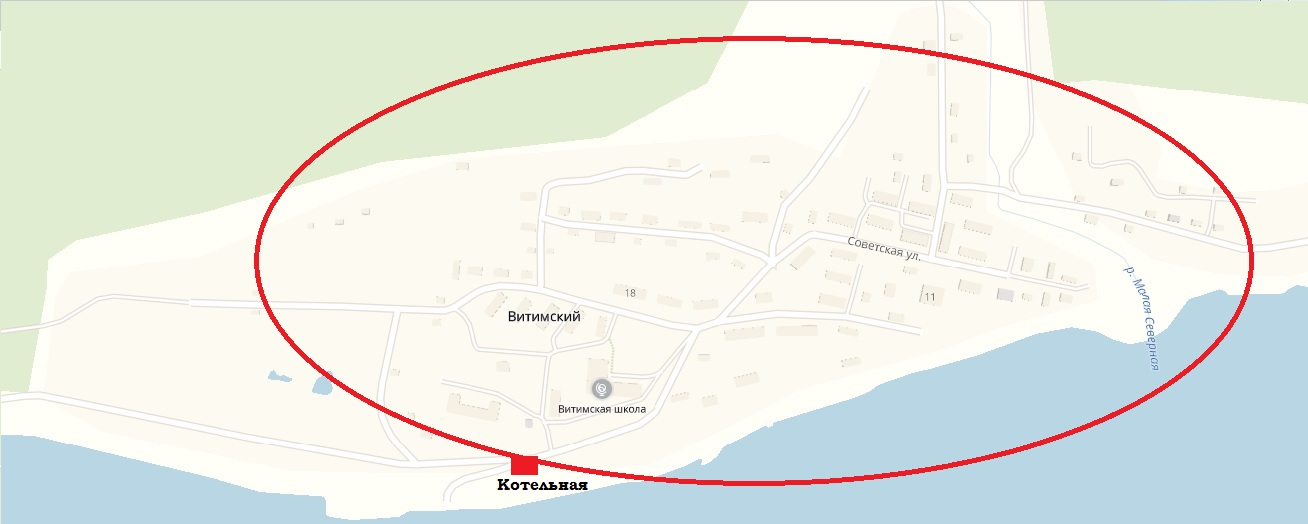 Советская ул.
р. Малая Северная
18
11
Витимский
Витимская школа
Котельная